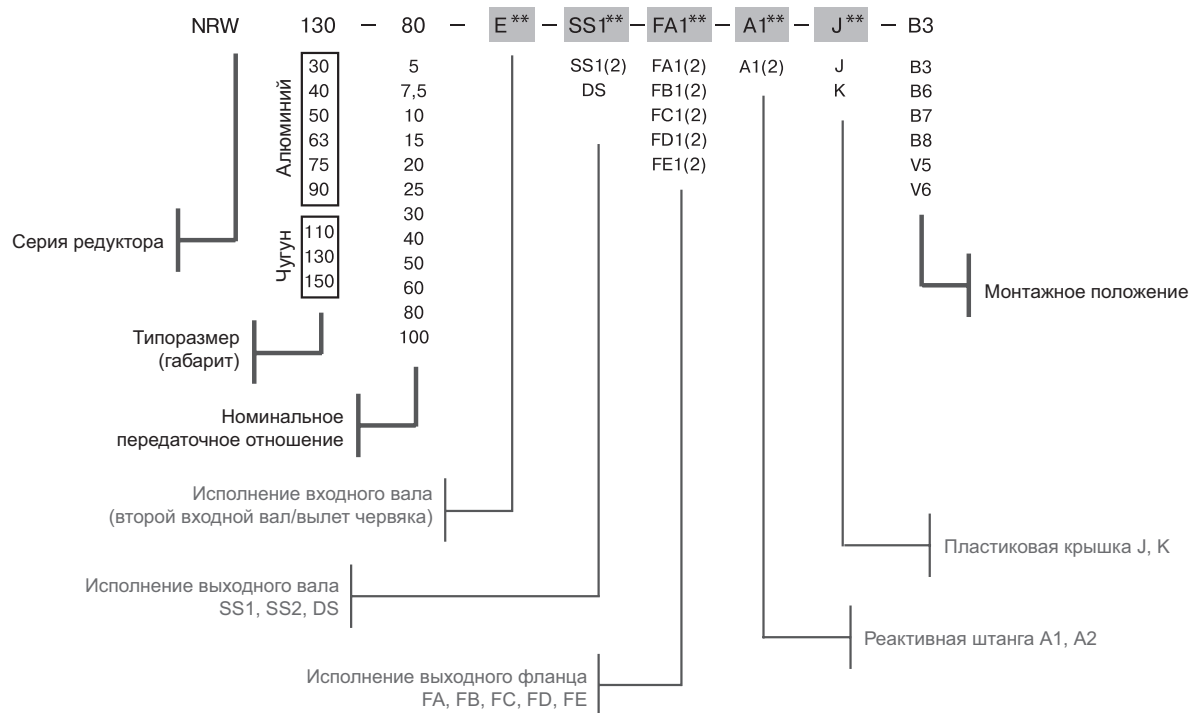 NRW 130 – 80 – E** – SS1** – FA1** – A1** – J** – B3
30 5 SS1(2) FA1(2) A1(2) J B3
40 7,5 DS FB1(2) K B6
50 10 FC1(2) B7
63 15 FD1(2) B8
75 20 FE1(2) V5
90 25 V6
Алюминий
30
110 40
130 50
150 60
Чугун
80
100
Серия редуктора
Монтажное положение
Типоразмер
(габарит)
Номинальное
передаточное отношение
Исполнение входного вала
(второй входной вал/вылет червяка)
Пластиковая крышка J, K
Исполнение выходного вала
SS1, SS2, DS
Реактивная штанга А1, А2
Исполнение выходного фланца
FA, FB, FC, FD, FE